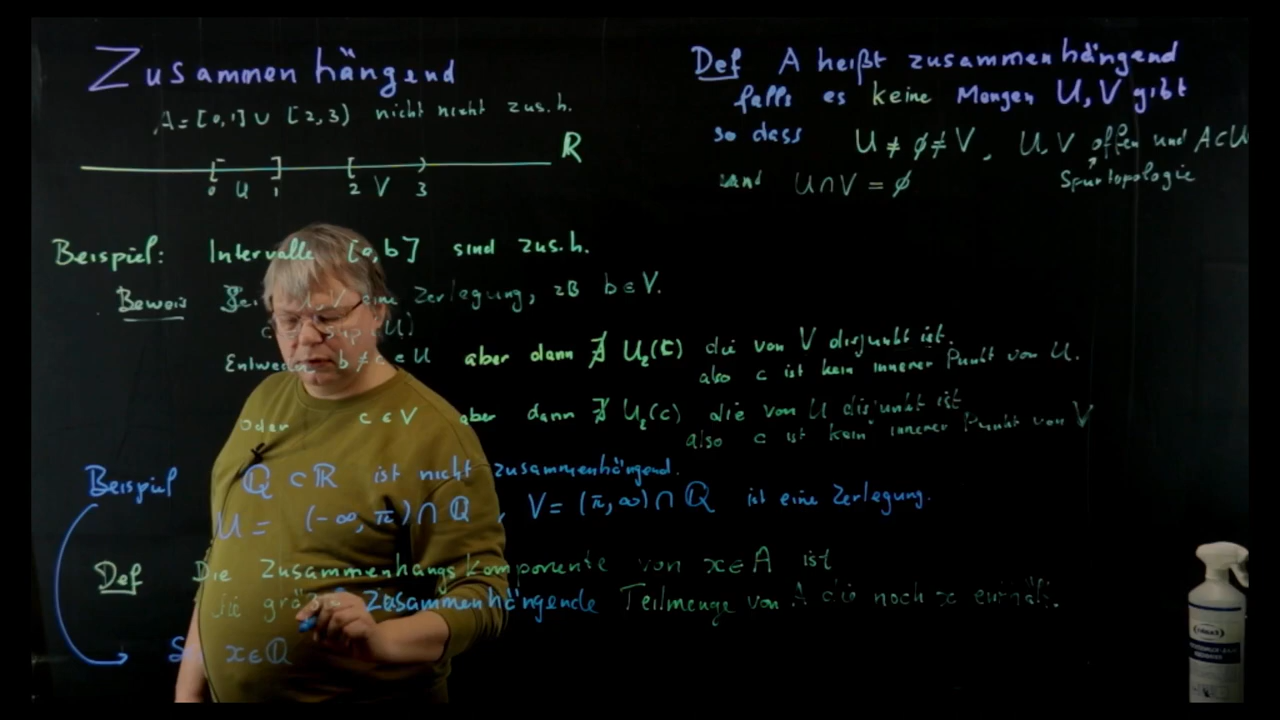 Zusammenhängend
A = [0,1] ∪ [2,3) nicht nicht zus.h.
ℝ
0 U 1 2 V 3
Def A heißt zusammenhängend
falls es keine Mengen U, V gibt
so dass U ≠ ∅ ≠ V, U, V offen und A ⊂ U
Spurtopologie
und U ∩ V = ∅
Beispiel: Intervalle [a,b] sind zus.h.
Beweis eine Zerlegung, zB b ∈ V.
c U)
b ≠ c ∈ U aber dann ∄ U_ε(c) die von V disjunkt ist.
also c ist kein innerer Punkt von U.
oder c ∈ V aber dann ∄ U_ε(c) die von U disjunkt ist
also c ist kein innerer Punkt von V
Beispiel ℚ ⊂ ℝ ist nicht zusammenhängend.
U = (-∞, π) ∩ ℚ, V = (π, ∞) ∩ ℚ ist eine Zerlegung.
Def Die Zusammenhangskomponente von x ∈ A ist
die Zusammenhängende Teilmenge von A die noch x enthält.
x ∈ ℚ